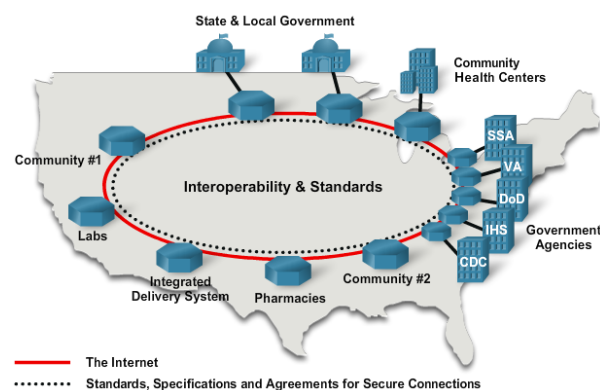 State & Local Government
Community
Health Centers
SSA
Community #1
VA
Interoperability & Standards
DoD
IHS
Government
Agencies
Labs
CDC
Integrated
Delivery System
Community #2
Pharmacies
The Internet
Standards, Specifications and Agreements for Secure Connections